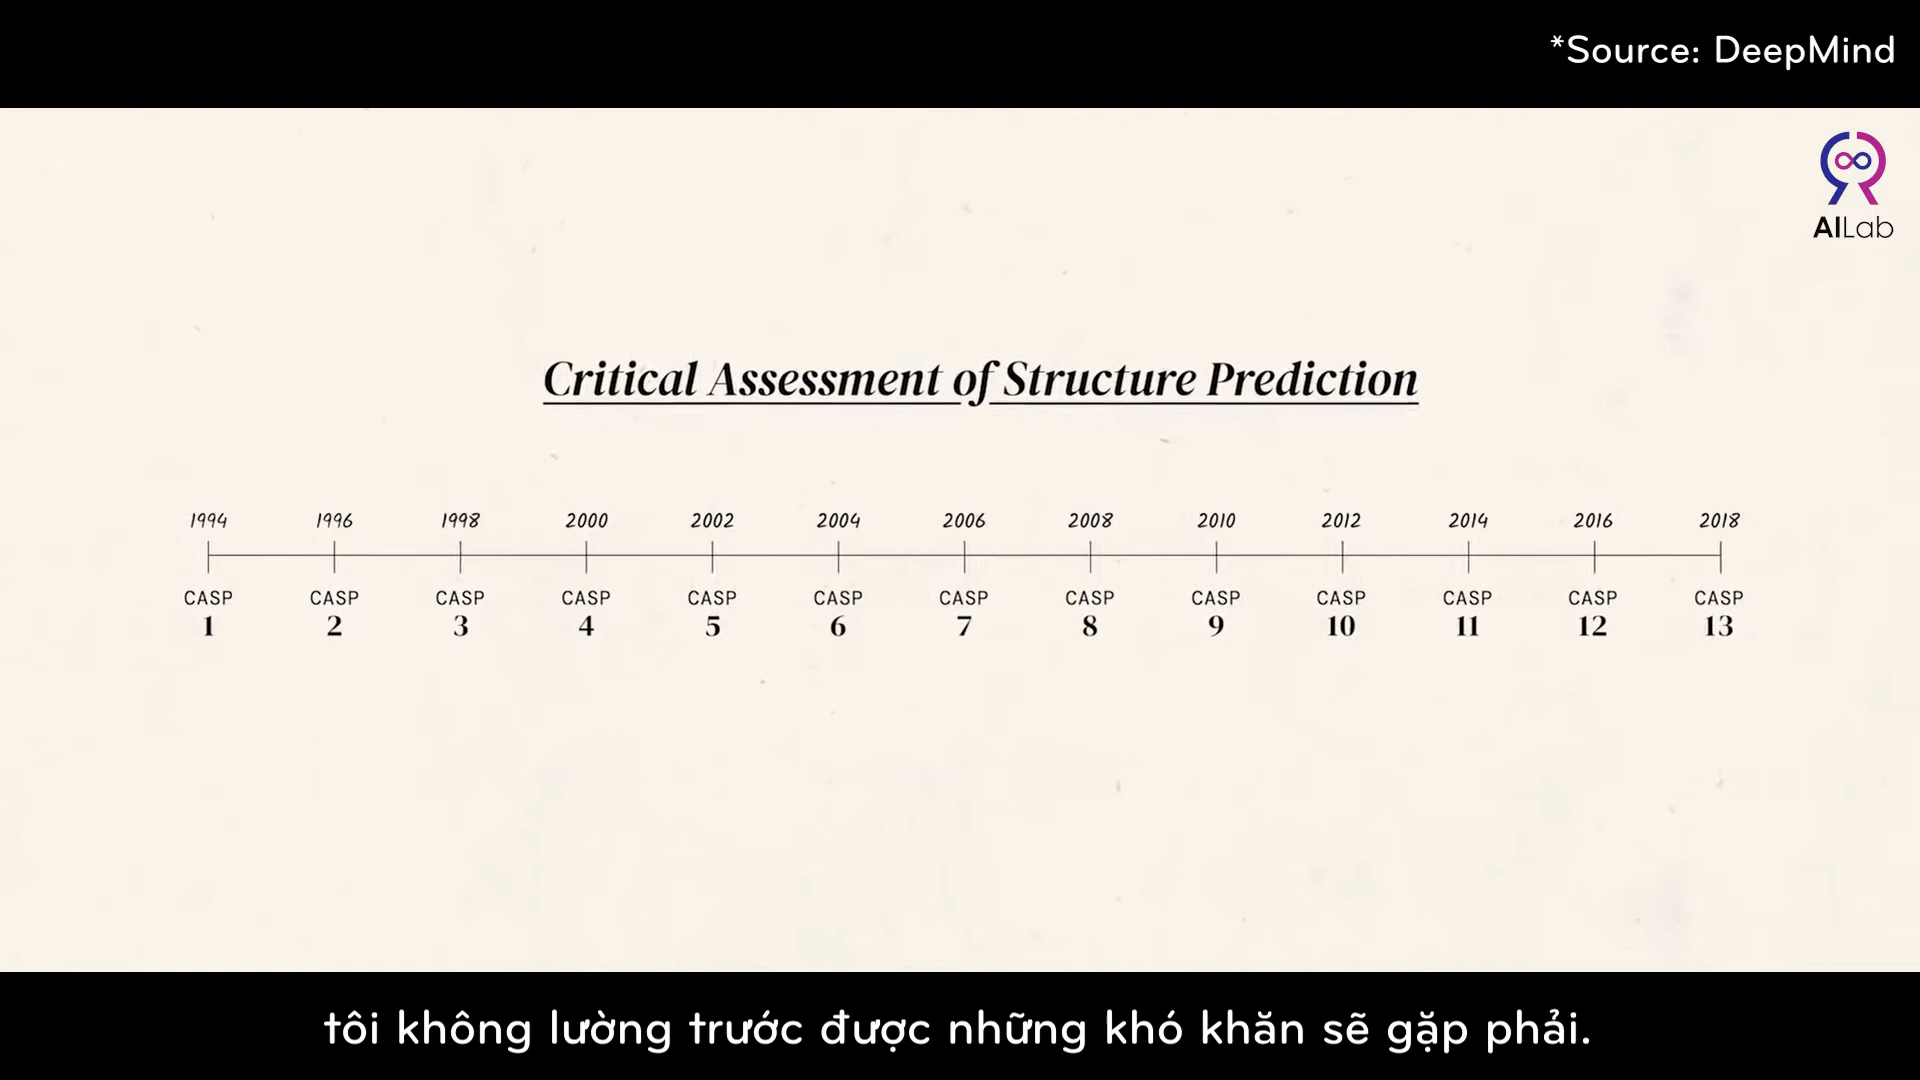 *Source: DeepMind
AILab
Critical Assessment of Structure Prediction
1994 1996 1998 2000 2002 2004 2006 2008 2010 2012 2014 2016 2018
CASP CASP CASP CASP CASP CASP CASP CASP CASP CASP CASP CASP CASP
1 2 3 4 5 6 7 8 9 10 11 12 13
tôi không lường trước được những khó khăn sẽ gặp phải.